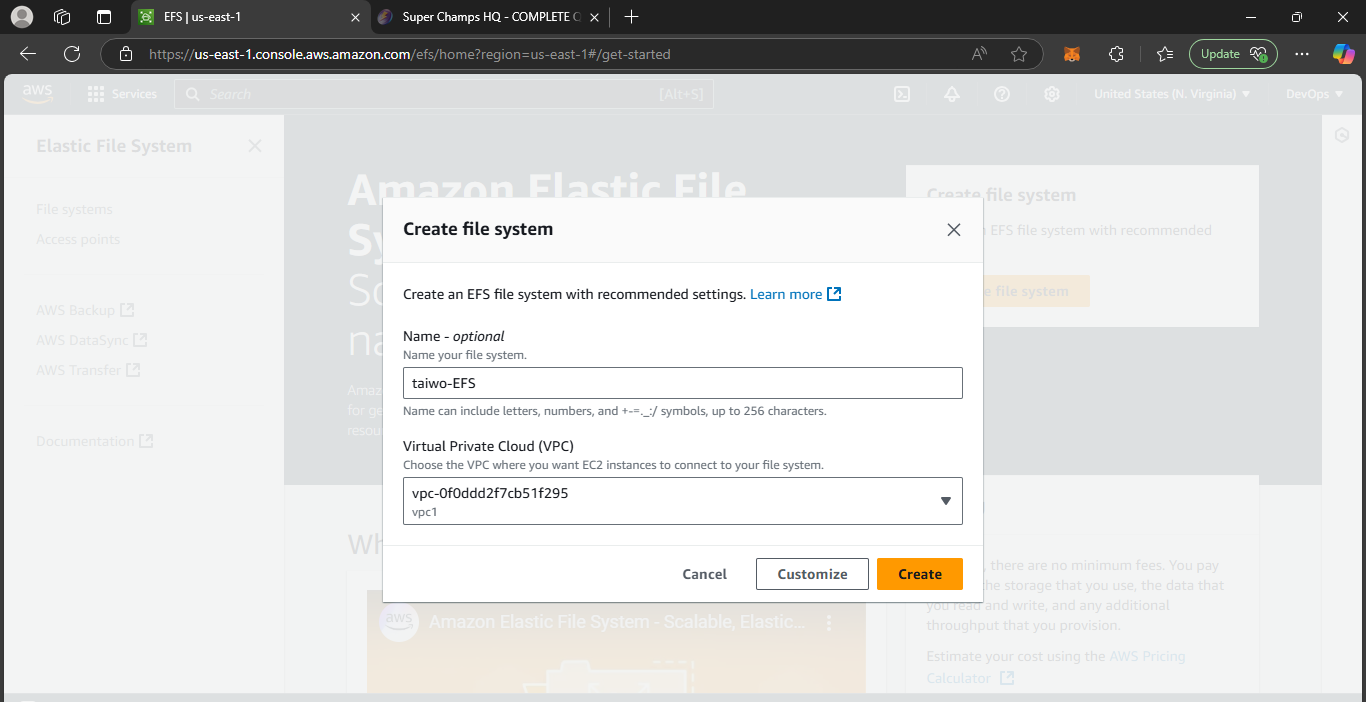 EFS | us-east-1
Super Champs HQ - COMPLETE
https://us-east-1.console.aws.amazon.com/efs/home?region=us-east-1#/get-started
Update
aws
Services
Search
[Alt+S]
United States (N. Virginia)
DevOps
Elastic File System
File systems
Access points
AWS Backup
AWS DataSync
AWS Transfer
Documentation
Amazon Elastic File
Create file system
EFS file system with recommended
file system
Create file system
Create an EFS file system with recommended settings. Learn more
Name - optional
Name your file system.
taiwo-EFS
Name can include letters, numbers, and +-=._:/ symbols, up to 256 characters.
Virtual Private Cloud (VPC)
Choose the VPC where you want EC2 instances to connect to your file system.
vpc-0f0ddd2f7cb51f295
vpc1
Cancel
Customize
Create
, there are no minimum fees. You pay
the storage that you use, the data that
you read and write, and any additional
throughput that you provision.
Estimate your cost using the AWS Pricing
Calculator
aws
Amazon Elastic File System - Scalable, Elastic...